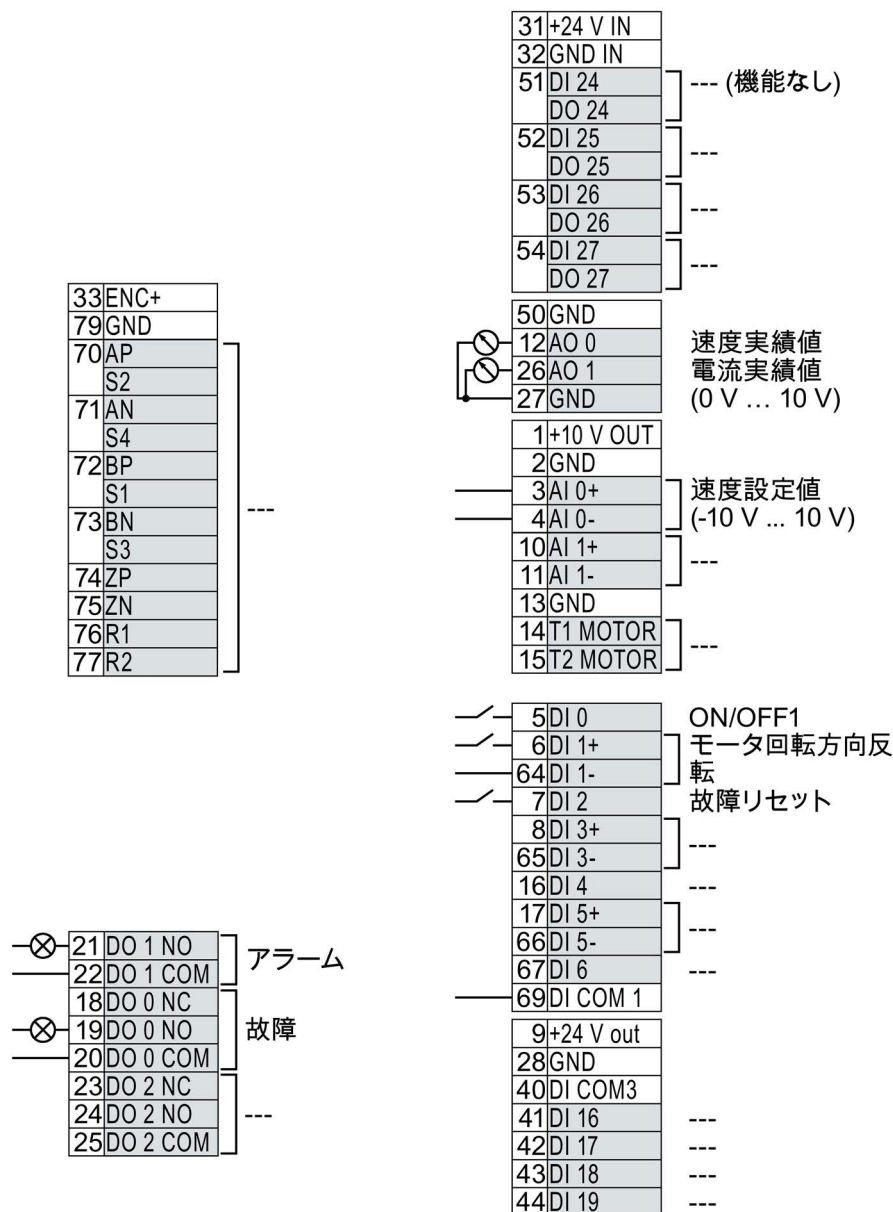 31 +24 V IN
32 GND IN
51 DI 24 --- (機能なし)
DO 24
52 DI 25
---
DO 25
53 DI 26
---
DO 26
54 DI 27
---
DO 27
50 GND
12 AO 0 速度実績値
26 AO 1 電流実績値
27 GND (0 V … 10 V)
1 +10 V OUT
2 GND
3 AI 0+ 速度設定値
4 AI 0- (-10 V ... 10 V)
10 AI 1+
---
11 AI 1-
13 GND
14 T1 MOTOR
---
15 T2 MOTOR
5 DI 0 ON/OFF1
6 DI 1+ モータ回転方向反
64 DI 1- 転
7 DI 2 故障リセット
8 DI 3+
---
65 DI 3-
16 DI 4 ---
17 DI 5+
---
66 DI 5-
67 DI 6 ---
69 DI COM 1
9 +24 V out
28 GND
40 DI COM3
41 DI 16 ---
42 DI 17 ---
43 DI 18 ---
44 DI 19 ---
33 ENC+
79 GND
70 AP
S2
71 AN
S4
72 BP
S1
---
73 BN
S3
74 ZP
75 ZN
76 R1
77 R2
21 DO 1 NO
アラーム
22 DO 1 COM
18 DO 0 NC
19 DO 0 NO 故障
20 DO 0 COM
23 DO 2 NC
24 DO 2 NO ---
25 DO 2 COM